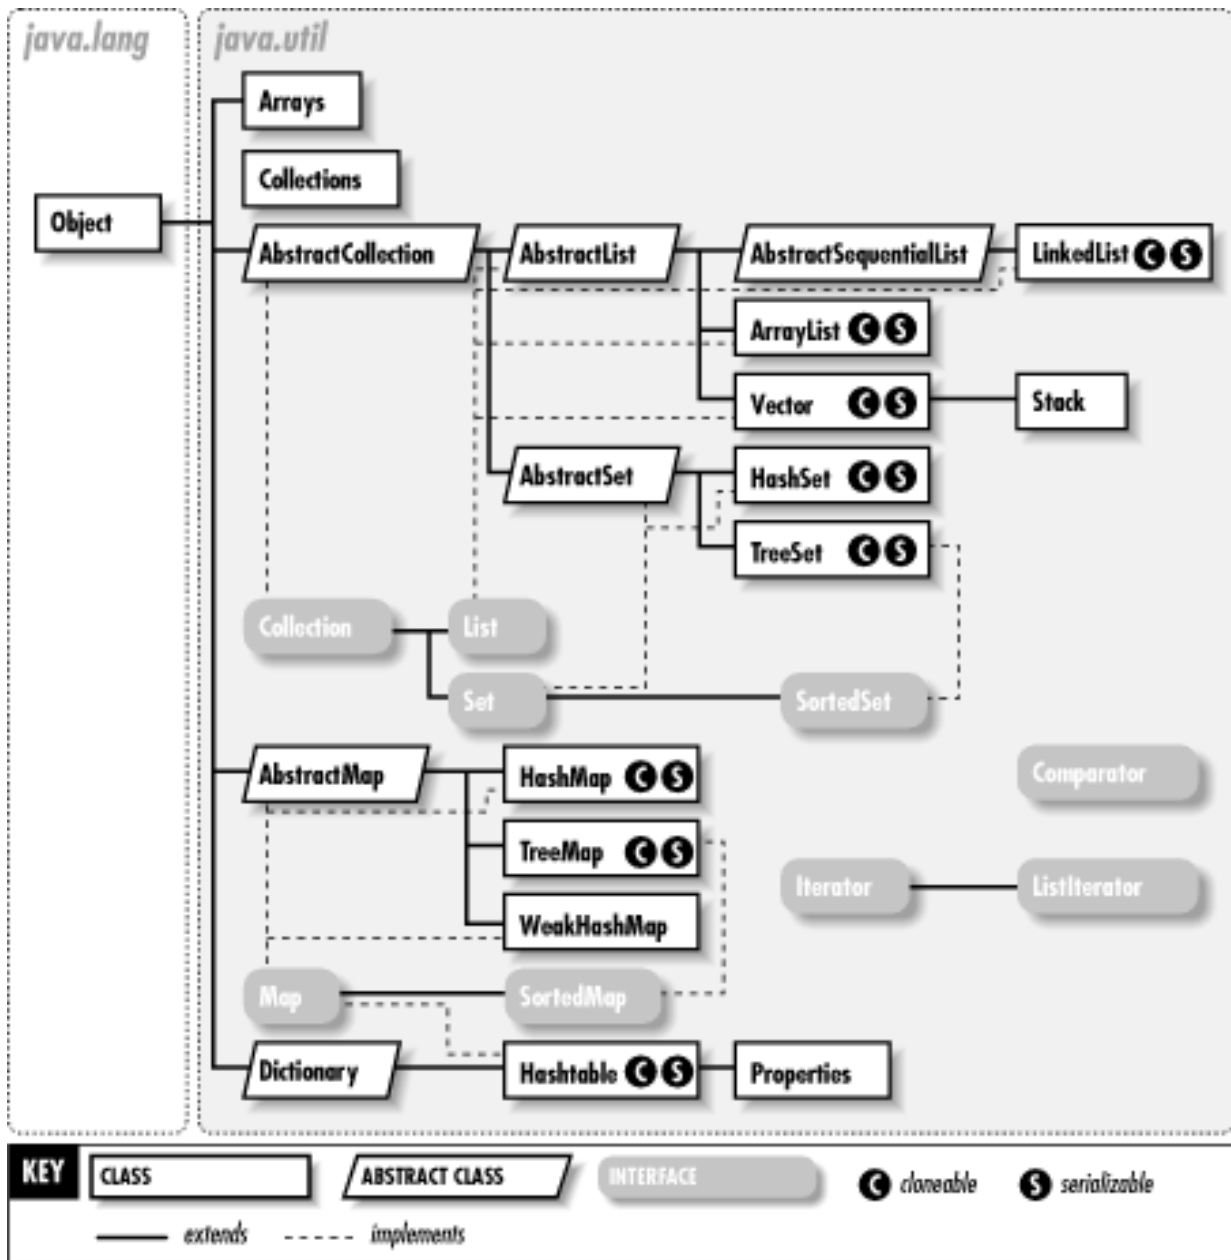 java.lang
java.util
Arrays
Collections
Object
AbstractCollection
AbstractList
AbstractSequentialList
LinkedList C S
ArrayList C S
Vector C S
Stack
AbstractSet
HashSet C S
TreeSet C S
Collection
List
Set
SortedSet
AbstractMap
HashMap C S
Comparator
TreeMap C S
Iterator
ListIterator
WeakHashMap
Map
SortedMap
Dictionary
Hashtable C S
Properties
KEY
CLASS
ABSTRACT CLASS
INTERFACE
C cloneable
S serializable
extends
implements